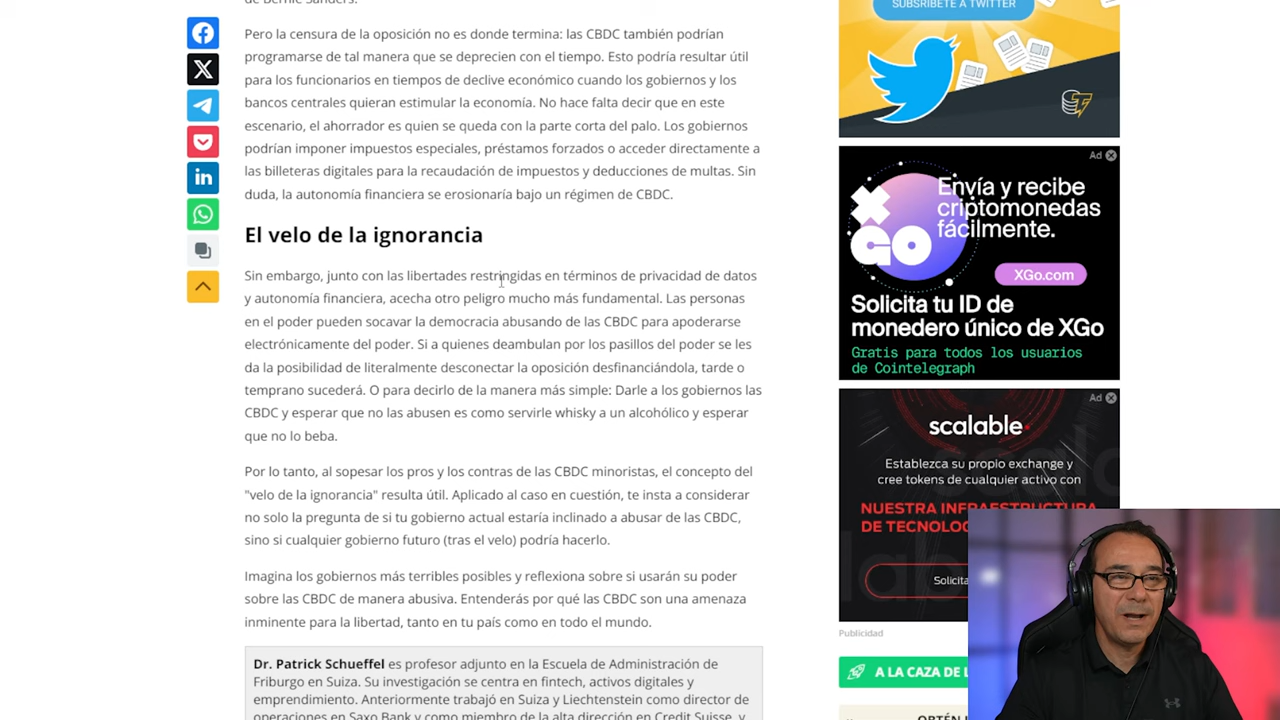 de Bernie Sanders.
Pero la censura de la oposición no es donde termina: las CBDC también podrían
programarse de tal manera que se deprecien con el tiempo. Esto podría resultar útil
para los funcionarios en tiempos de declive económico cuando los gobiernos y los
bancos centrales quieran estimular la economía. No hace falta decir que en este
escenario, el ahorrador es quien se queda con la parte corta del palo. Los gobiernos
podrían imponer impuestos especiales, préstamos forzados o acceder directamente a
las billeteras digitales para la recaudación de impuestos y deducciones de multas. Sin
duda, la autonomía financiera se erosionaría bajo un régimen de CBDC.
El velo de la ignorancia
Sin embargo, junto con las libertades restringidas en términos de privacidad de datos
y autonomía financiera, acecha otro peligro mucho más fundamental. Las personas
en el poder pueden socavar la democracia abusando de las CBDC para apoderarse
electrónicamente del poder. Si a quienes deambulan por los pasillos del poder se les
da la posibilidad de literalmente desconectar la oposición desfinanciándola, tarde o
temprano sucederá. O para decirlo de la manera más simple: Darle a los gobiernos las
CBDC y esperar que no las abusen es como servirle whisky a un alcohólico y esperar
que no lo beba.
Por lo tanto, al sopesar los pros y los contras de las CBDC minoristas, el concepto del
"velo de la ignorancia" resulta útil. Aplicado al caso en cuestión, te insta a considerar
no solo la pregunta de si tu gobierno actual estaría inclinado a abusar de las CBDC,
sino si cualquier gobierno futuro (tras el velo) podría hacerlo.
Imagina los gobiernos más terribles posibles y reflexiona sobre si usarán su poder
sobre las CBDC de manera abusiva. Entenderás por qué las CBDC son una amenaza
inminente para la libertad, tanto en tu país como en todo el mundo.
Dr. Patrick Schueffel es profesor adjunto en la Escuela de Administración de
Friburgo en Suiza. Su investigación se centra en fintech, activos digitales y
emprendimiento. Anteriormente trabajó en Suiza y Liechtenstein como director de
operaciones en Saxo Bank y como miembro de la alta dirección en Credit Suisse, y
SUBSRIBETE A TWITTER
Ad
X
GO
Envía y recibe
criptomonedas
fácilmente.
XGo.com
Solicita tu ID de
monedero único de XGo
Gratis para todos los usuarios
de Cointelegraph
Ad
scalable
Establezca su propio exchange y
cree tokens de cualquier activo con
NUESTRA INFRAESTRUCTURA
DE TECNOLO
Solicita
Publicidad
A LA CAZA DE L